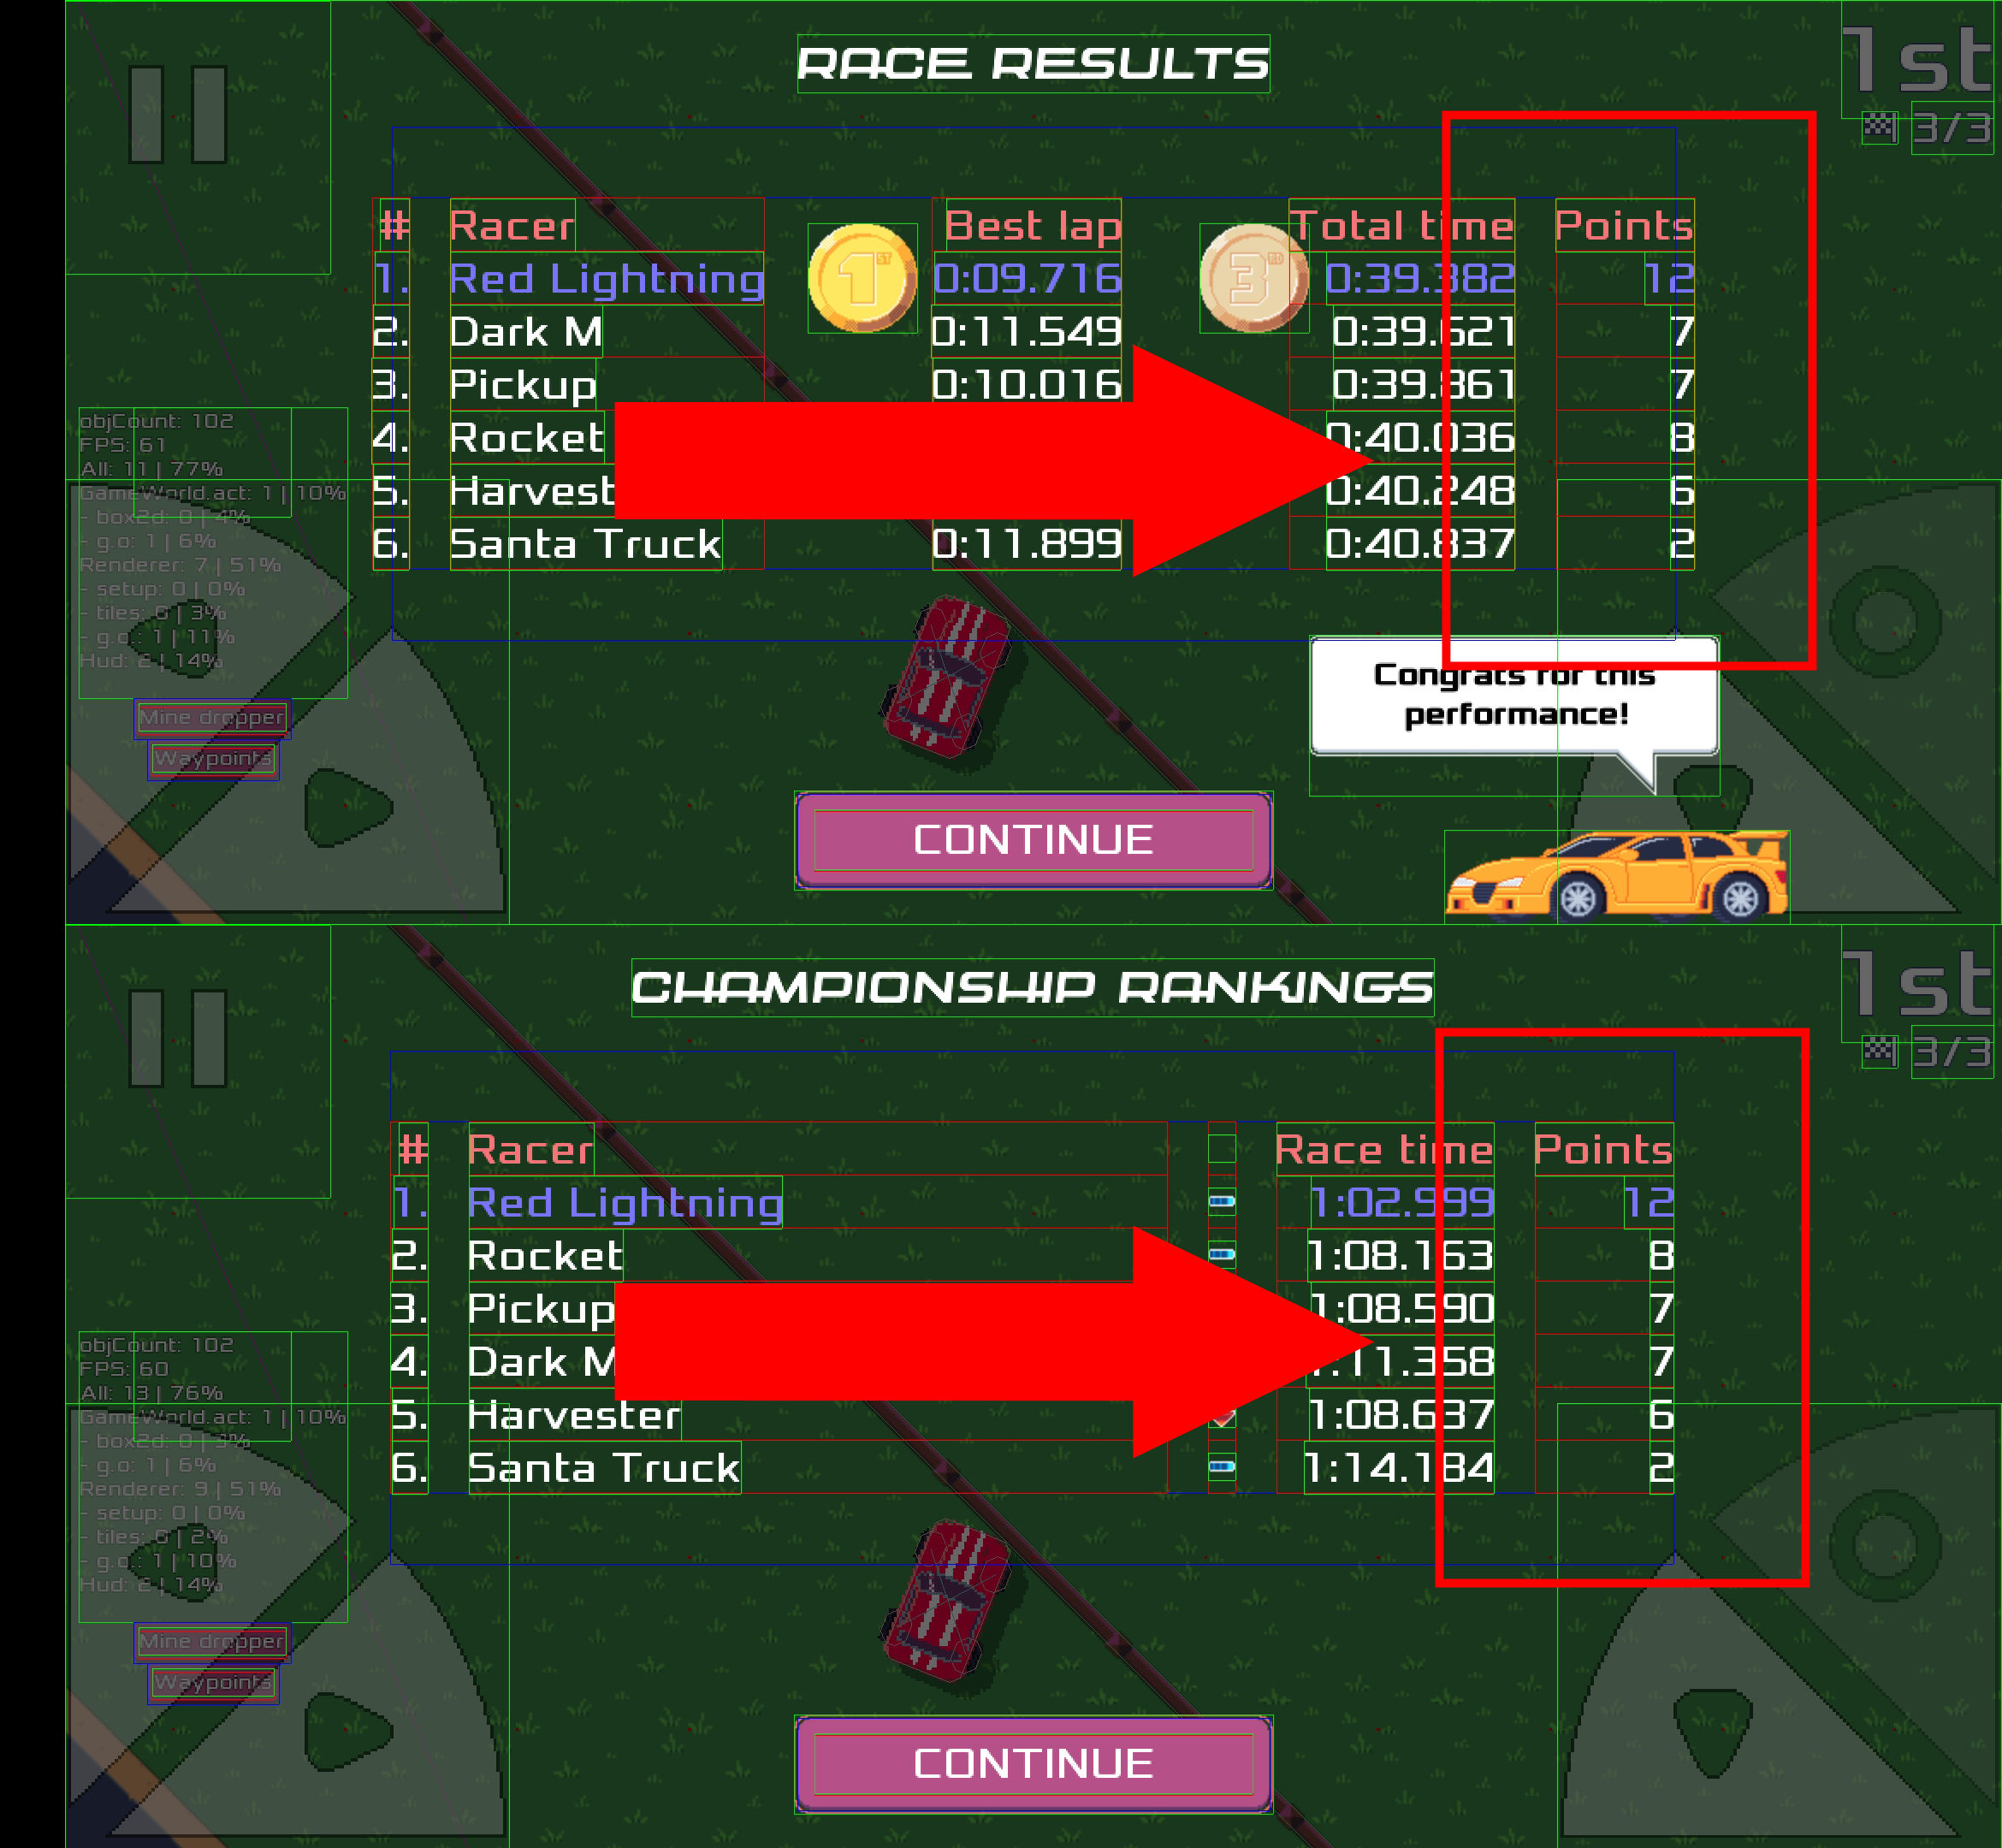 RACE RESULTS
1st
3/3
# Racer Best lap Total time Points
1. Red Lightning 1ST 0:09.716 3RD 0:39.382 12
2. Dark M 0:11.549 0:39.621 7
3. Pickup 0:10.016 0:39.861 7
4. Rocket 0:40.036 8
5. Harvest 0:40.248 6
6. Santa Truck 0:11.899 0:40.837 2
objCount: 102
FPS: 61
All: 11 | 77%
GameWorld.act: 1 | 10%
- box2d: 0 | 4%
- g.o: 1 | 6%
Renderer: 7 | 51%
- setup: 0 | 0%
- tiles: 0 | 3%
- g.o.: 1 | 11%
Hud: 2 | 14%
Mine dropper
Waypoints
Congrats for this
performance!
CONTINUE
CHAMPIONSHIP RANKINGS
1st
3/3
# Racer Race time Points
1. Red Lightning 1:02.999 12
2. Rocket 1:08.163 8
3. Pickup 1:08.590 7
4. Dark M 1:11.358 7
5. Harvester 1:08.637 6
6. Santa Truck 1:14.184 2
objCount: 102
FPS: 60
All: 13 | 76%
GameWorld.act: 1 | 10%
- box2d: 0 | 3%
- g.o: 1 | 6%
Renderer: 9 | 51%
- setup: 0 | 0%
- tiles: 0 | 2%
- g.o.: 1 | 10%
Hud: 2 | 14%
Mine dropper
Waypoints
CONTINUE